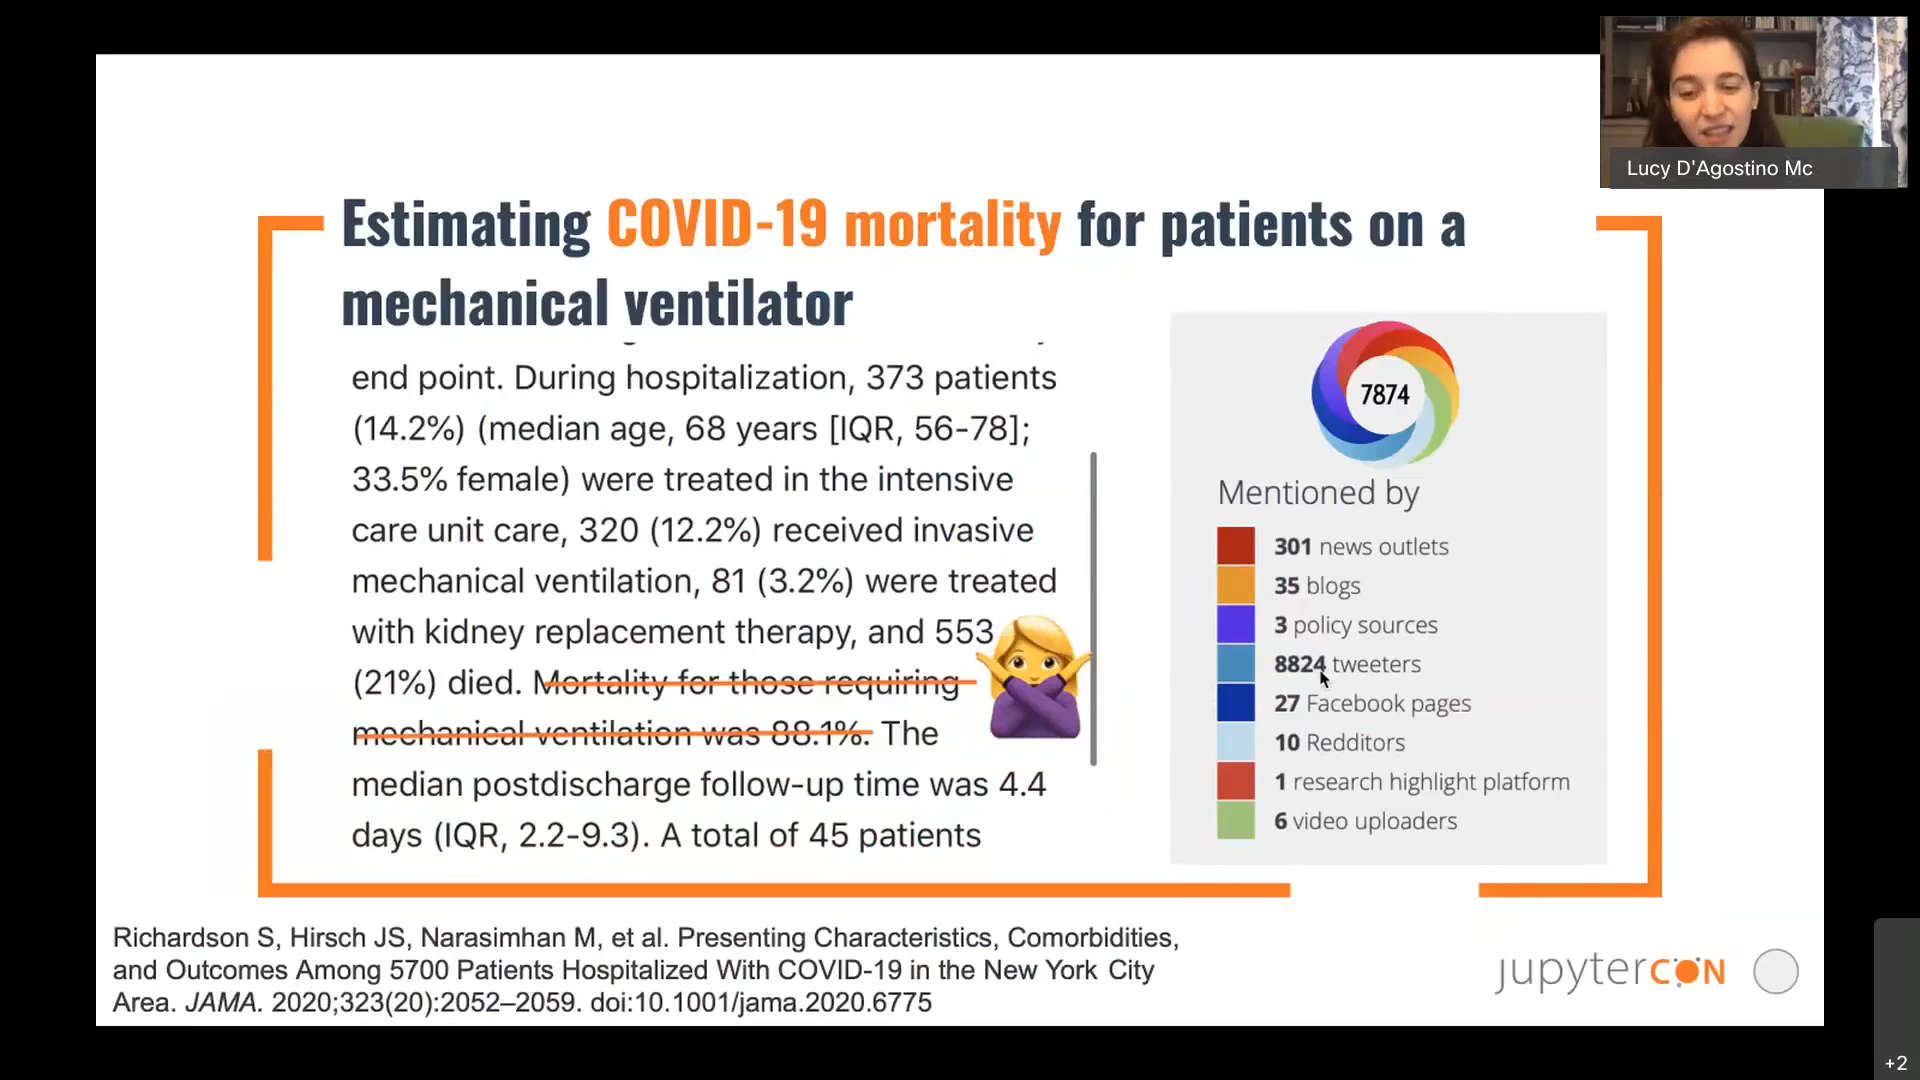 Lucy D'Agostino Mc
Estimating COVID-19 mortality for patients on a
mechanical ventilator
end point. During hospitalization, 373 patients
(14.2%) (median age, 68 years [IQR, 56-78];
33.5% female) were treated in the intensive
care unit care, 320 (12.2%) received invasive
mechanical ventilation, 81 (3.2%) were treated
with kidney replacement therapy, and 553
(21%) died. Mortality for those requiring
mechanical ventilation was 88.1%. The
median postdischarge follow-up time was 4.4
days (IQR, 2.2-9.3). A total of 45 patients
7874
Mentioned by
301 news outlets
35 blogs
3 policy sources
8824 tweeters
27 Facebook pages
10 Redditors
1 research highlight platform
6 video uploaders
Richardson S, Hirsch JS, Narasimhan M, et al. Presenting Characteristics, Comorbidities,
and Outcomes Among 5700 Patients Hospitalized With COVID-19 in the New York City
Area. JAMA. 2020;323(20):2052–2059. doi:10.1001/jama.2020.6775
jupytercon
+2